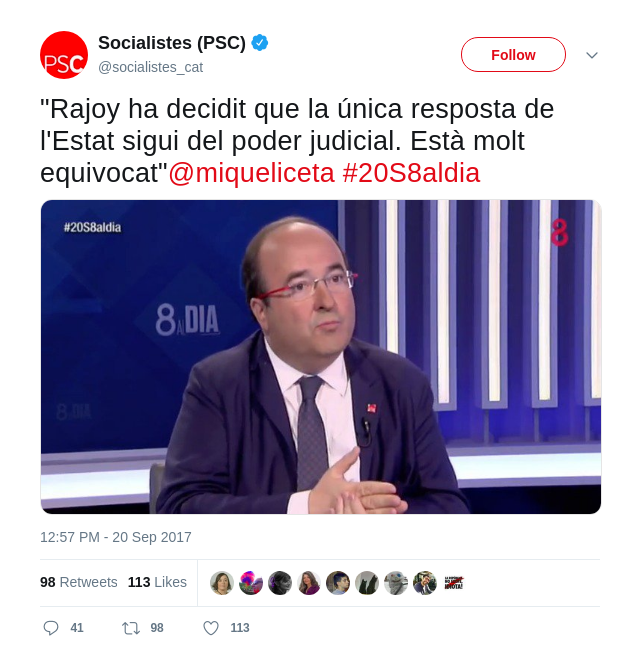 PSC
Socialistes (PSC)
@socialistes_cat
Follow
"Rajoy ha decidit que la única resposta de
l'Estat sigui del poder judicial. Està molt
equivocat"@miqueliceta #20S8aldia
#20S8aldia
8
8 AL DIA
8 DIA
12:57 PM - 20 Sep 2017
98 Retweets 113 Likes
41 98 113